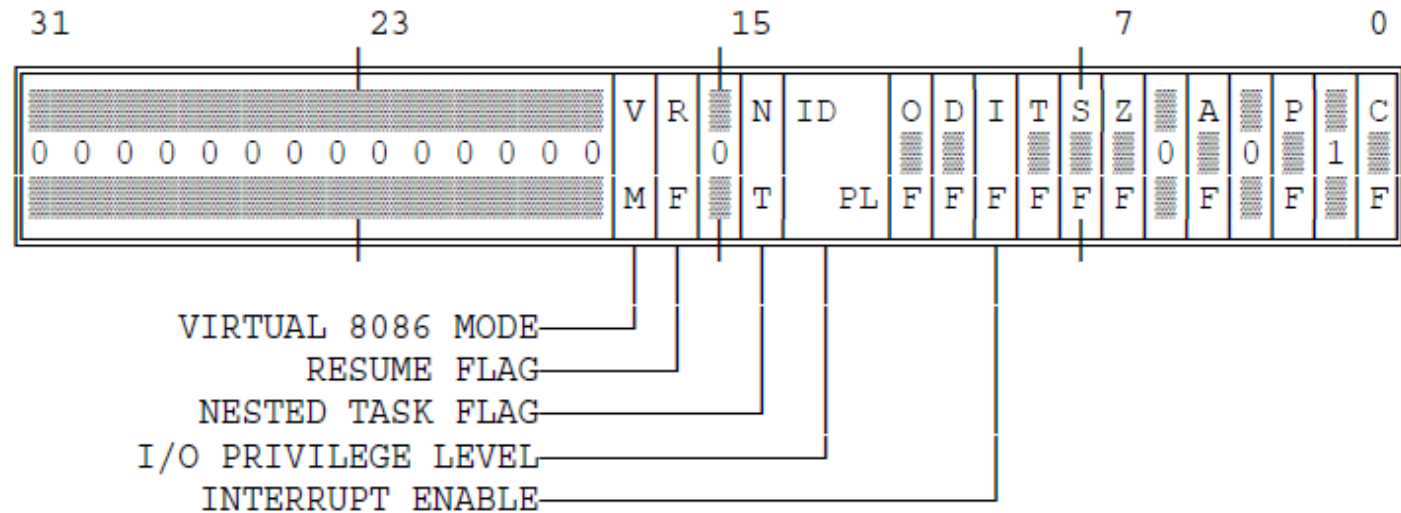 31 23 15 7 0
V R N ID O D I T S Z A P C
0 0 0 0 0 0 0 0 0 0 0 0 0 0 0 0 0 1
M F T PL F F F F F F F F F
VIRTUAL 8086 MODE
RESUME FLAG
NESTED TASK FLAG
I/O PRIVILEGE LEVEL
INTERRUPT ENABLE